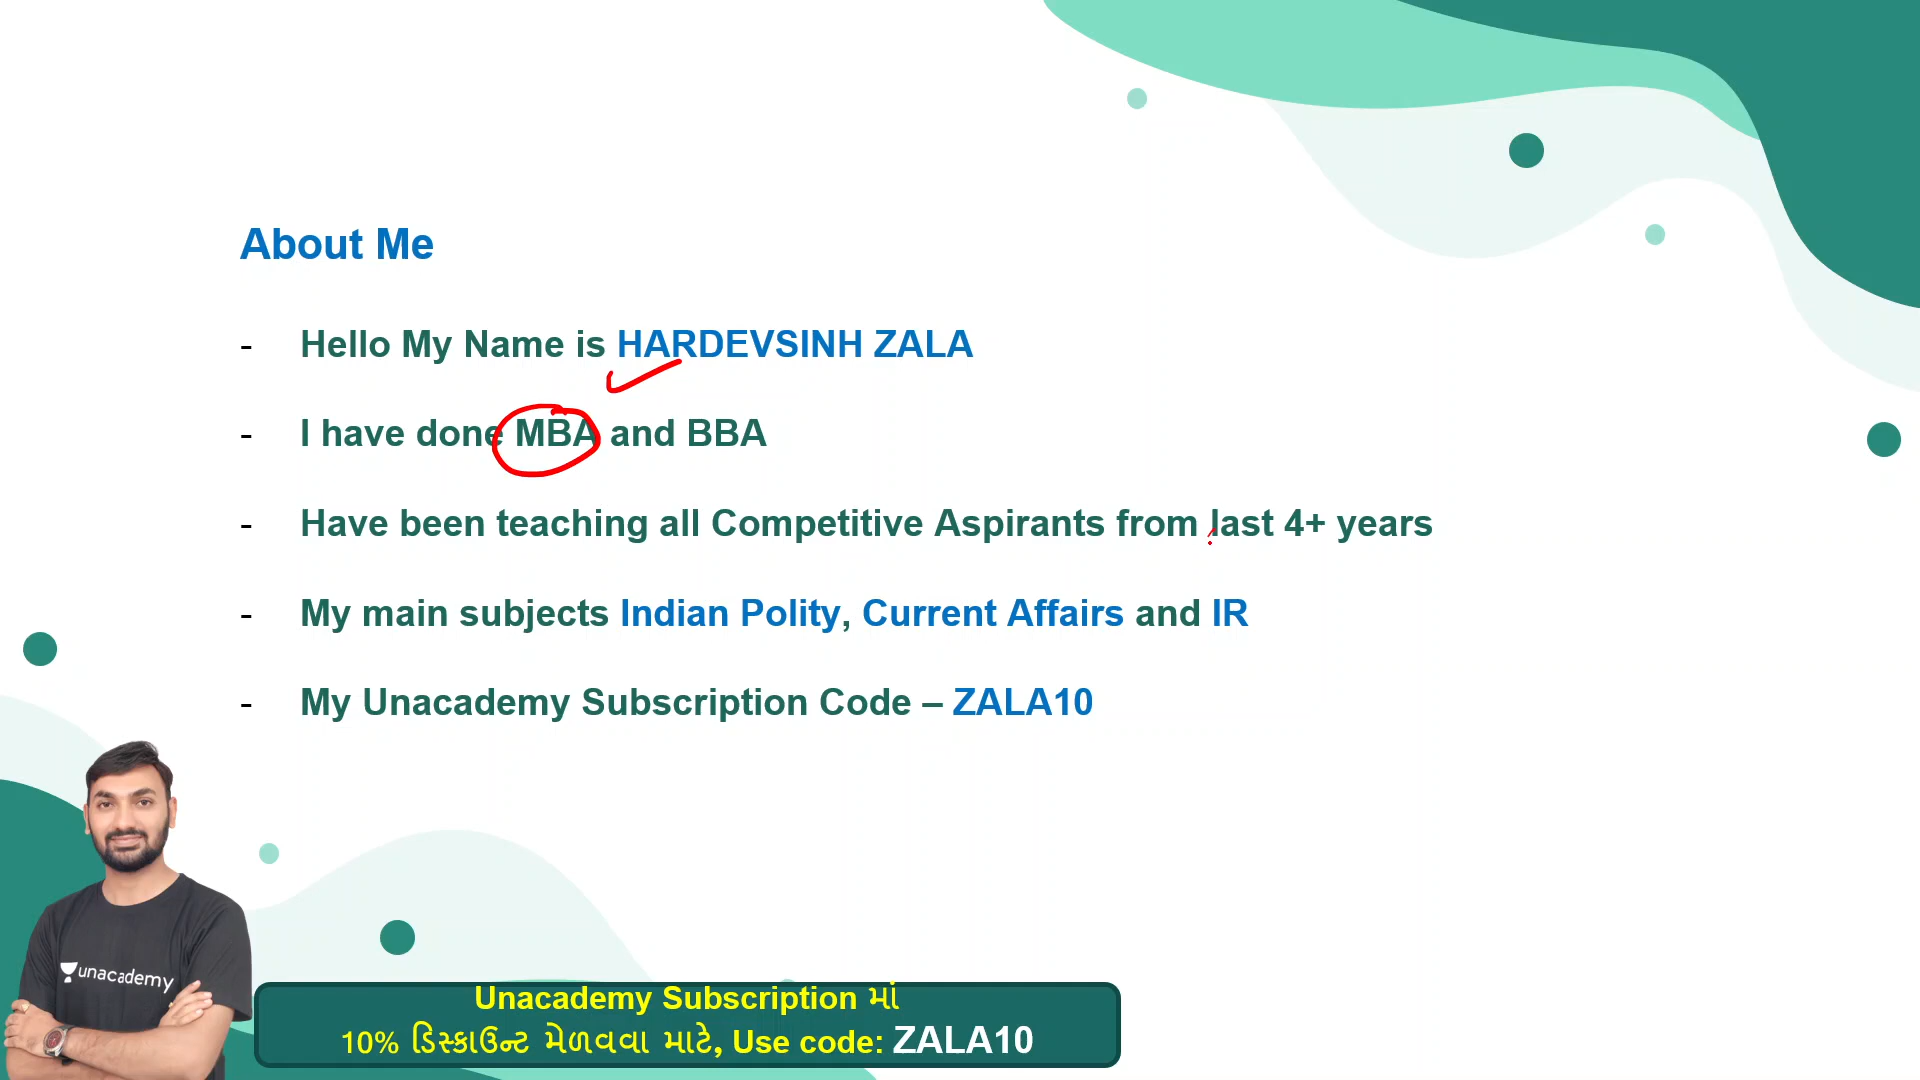 About Me
- Hello My Name is HARDEVSINH ZALA
- I have done MBA and BBA
- Have been teaching all Competitive Aspirants from last 4+ years
- My main subjects Indian Polity, Current Affairs and IR
- My Unacademy Subscription Code – ZALA10
unacademy
Unacademy Subscription માં
10% ડિસ્કાઉન્ટ મેળવવા માટે, Use code: ZALA10